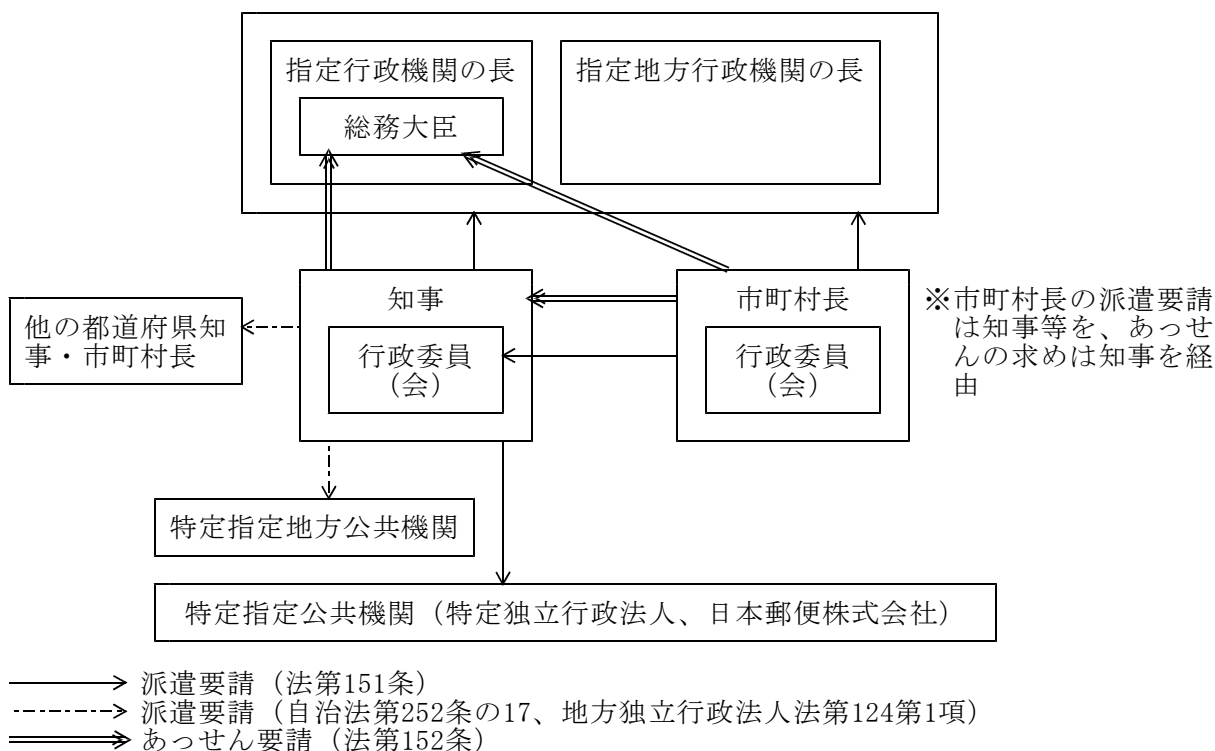 指定行政機関の長
指定地方行政機関の長
総務大臣
知事
市町村長
他の都道府県知
事・市町村長
行政委員
(会)
行政委員
(会)
※市町村長の派遣要請
は知事等を、あっせ
んの求めは知事を経
由
特定指定地方公共機関
特定指定公共機関（特定独立行政法人、日本郵便株式会社）
派遣要請（法第151条）
派遣要請（自治法第252条の17、地方独立行政法人法第124第1項）
あっせん要請（法第152条）